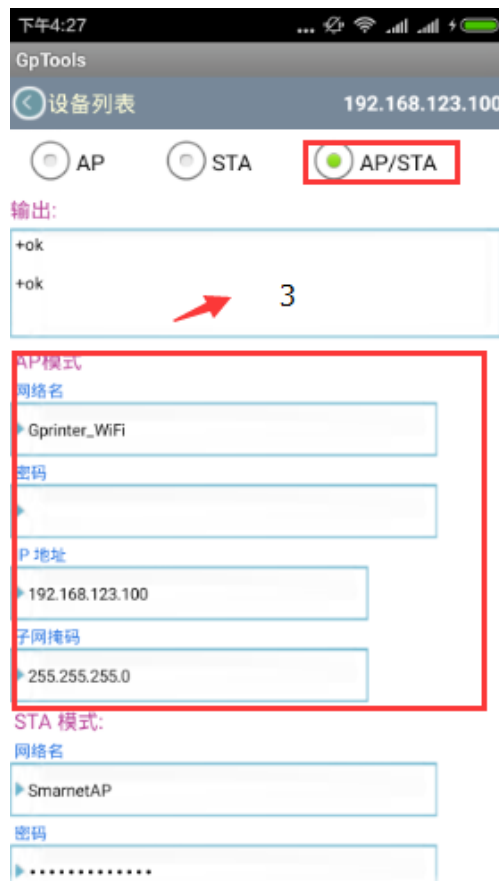 下午4:27
...
GpTools
设备列表 192.168.123.100
AP STA AP/STA
输出:
+ok
+ok
3
AP模式
网络名
Gprinter_WiFi
密码
IP 地址
192.168.123.100
子网掩码
255.255.255.0
STA 模式:
网络名
SmarnetAP
密码
•••••••••••••